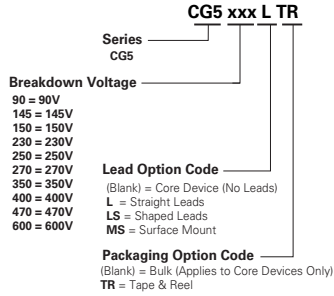 CG5 xxx L TR
Series
CG5
Breakdown Voltage
90 = 90V
145 = 145V
150 = 150V
230 = 230V
250 = 250V
270 = 270V
350 = 350V
400 = 400V
470 = 470V
600 = 600V
Lead Option Code
(Blank) = Core Device (No Leads)
L = Straight Leads
LS = Shaped Leads
MS = Surface Mount
Packaging Option Code
(Blank) = Bulk (Applies to Core Devices Only)
TR = Tape & Reel